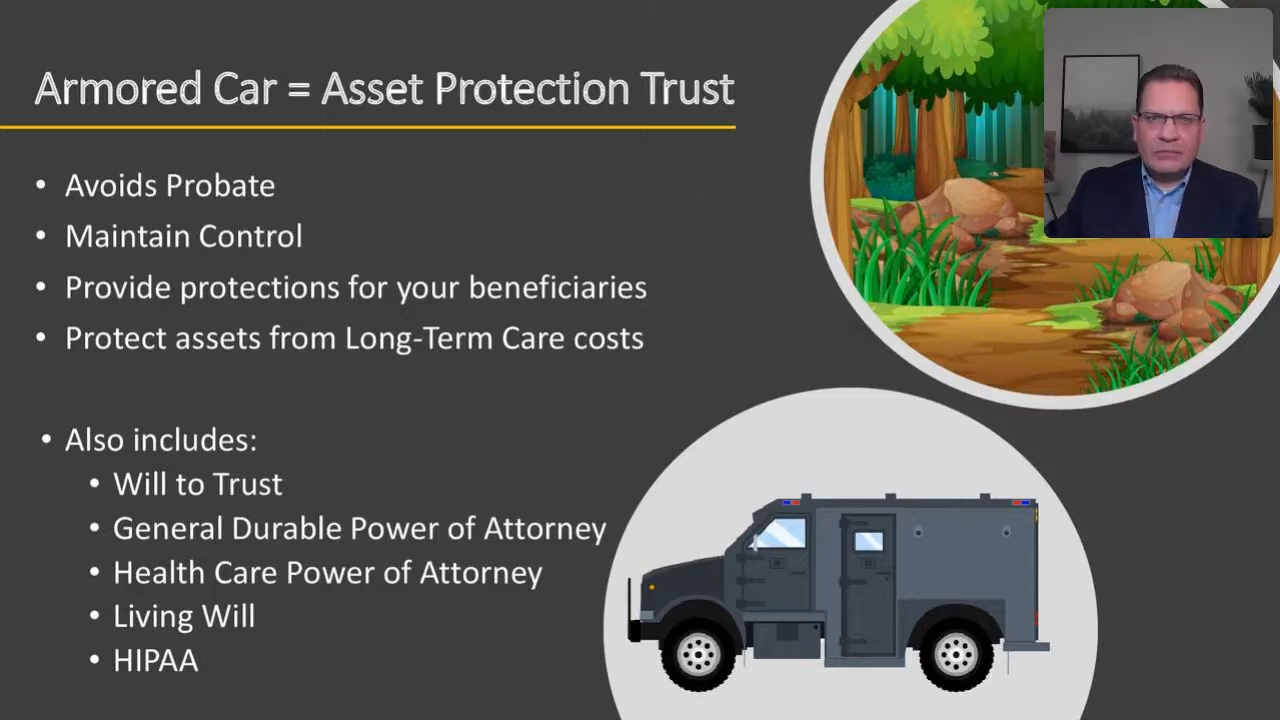 Armored Car = Asset Protection Trust
• Avoids Probate
• Maintain Control
• Provide protections for your beneficiaries
• Protect assets from Long-Term Care costs
• Also includes:
• Will to Trust
• General Durable Power of Attorney
• Health Care Power of Attorney
• Living Will
• HIPAA